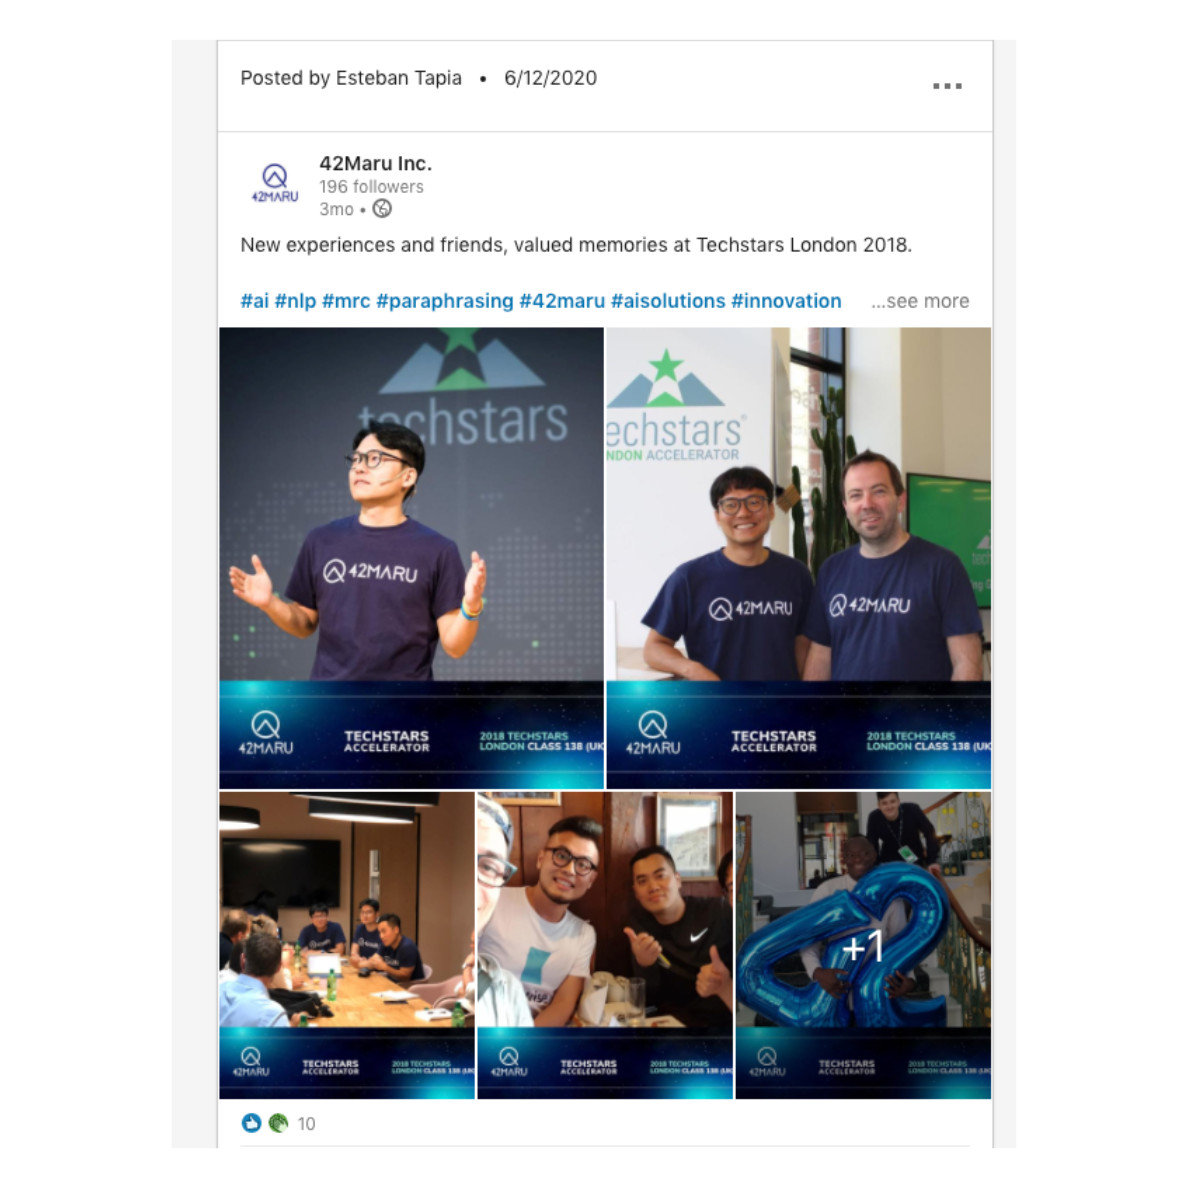 Posted by Esteban Tapia • 6/12/2020
...
42MARU
42Maru Inc.
196 followers
3mo •
New experiences and friends, valued memories at Techstars London 2018.
#ai #nlp #mrc #paraphrasing #42maru #aisolutions #innovation ...see more
techstars
42MARU
42MARU
TECHSTARS
ACCELERATOR
2018 TECHSTARS
LONDON CLASS 138 (UK
echstars®
NDON ACCELERATOR
42MARU
42MARU
42MARU
TECHSTARS
ACCELERATOR
2018 TECHSTARS
LONDON CLASS 138 (UK
42MARU
TECHSTARS
ACCELERATOR
2018 TECHSTARS
LONDON CLASS 138 (UK
42MARU
TECHSTARS
ACCELERATOR
2018 TECHSTARS
LONDON CLASS 138 (UK
42
+1
42MARU
TECHSTARS
ACCELERATOR
2018 TECHSTARS
LONDON CLASS 138 (UK
10